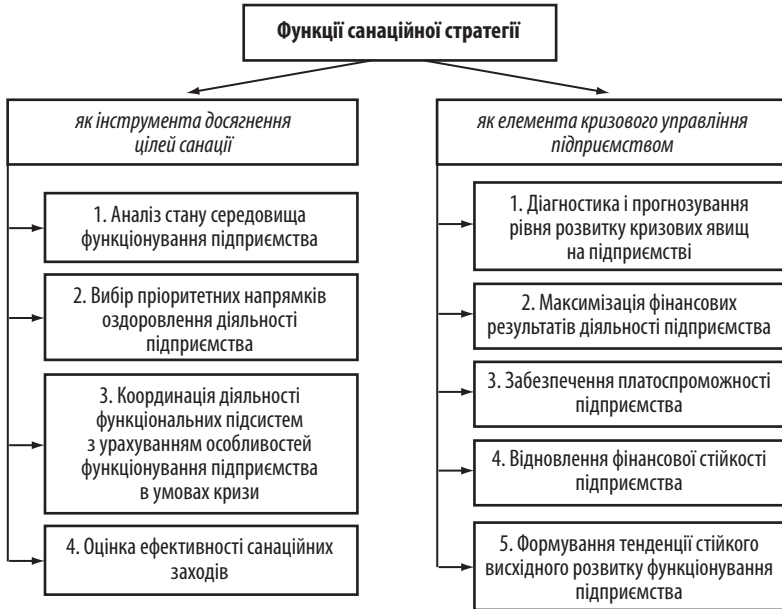 Функції санаційної стратегії
як інструмента досягнення
цілей санації
1. Аналіз стану середовища
функціонування підприємства
2. Вибір пріоритетних напрямків
оздоровлення діяльності
підприємства
3. Координація діяльності
функціональних підсистем
з урахуванням особливостей
функціонування підприємства
в умовах кризи
4. Оцінка ефективності санаційних
заходів
як елемента кризового управління
підприємством
1. Діагностика і прогнозування
рівня розвитку кризових явищ
на підприємстві
2. Максимізація фінансових
результатів діяльності підприємства
3. Забезпечення платоспроможності
підприємства
4. Відновлення фінансової стійкості
підприємства
5. Формування тенденції стійкого
висхідного розвитку функціонування
підприємства